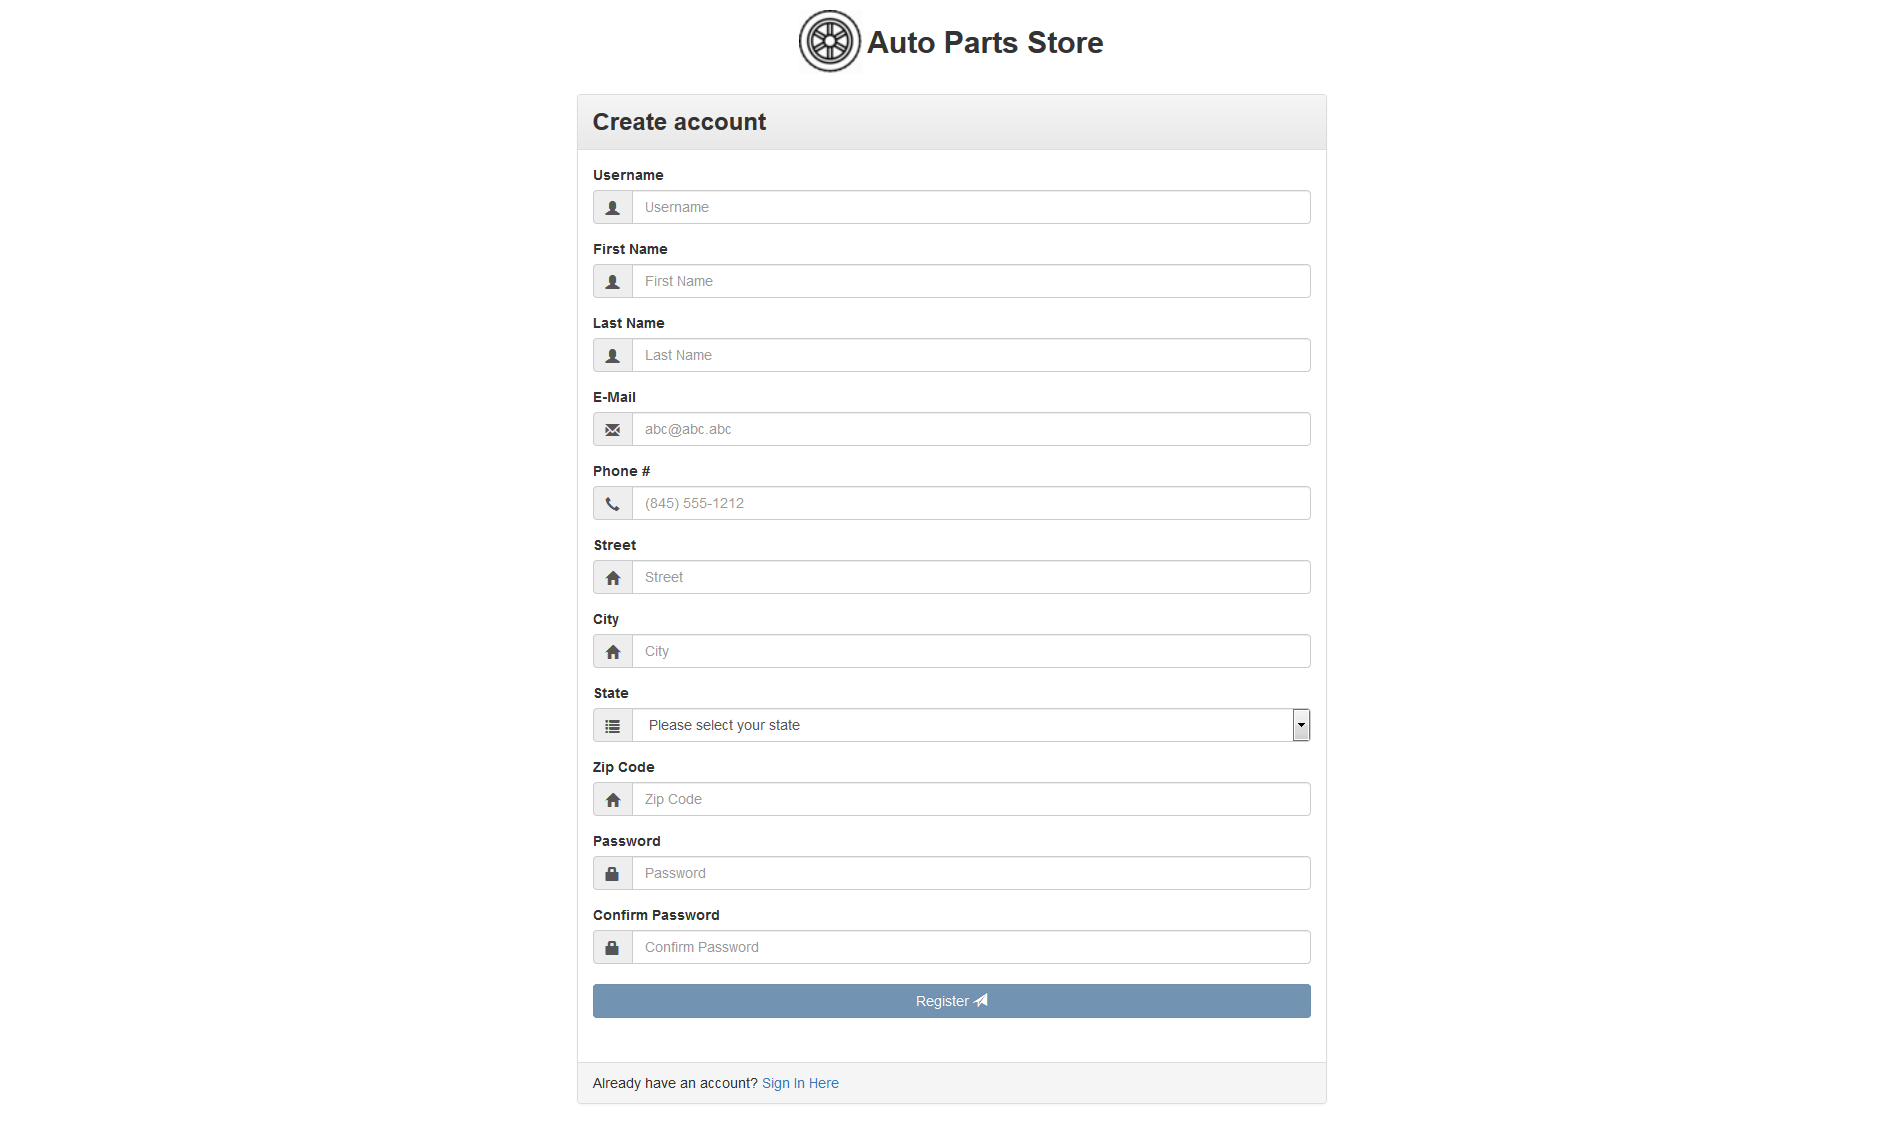 Auto Parts Store
Create account
Username
Username
First Name
First Name
Last Name
Last Name
E-Mail
abc@abc.abc
Phone #
(845) 555-1212
Street
Street
City
City
State
Please select your state
Zip Code
Zip Code
Password
Password
Confirm Password
Confirm Password
Register
Already have an account? Sign In Here